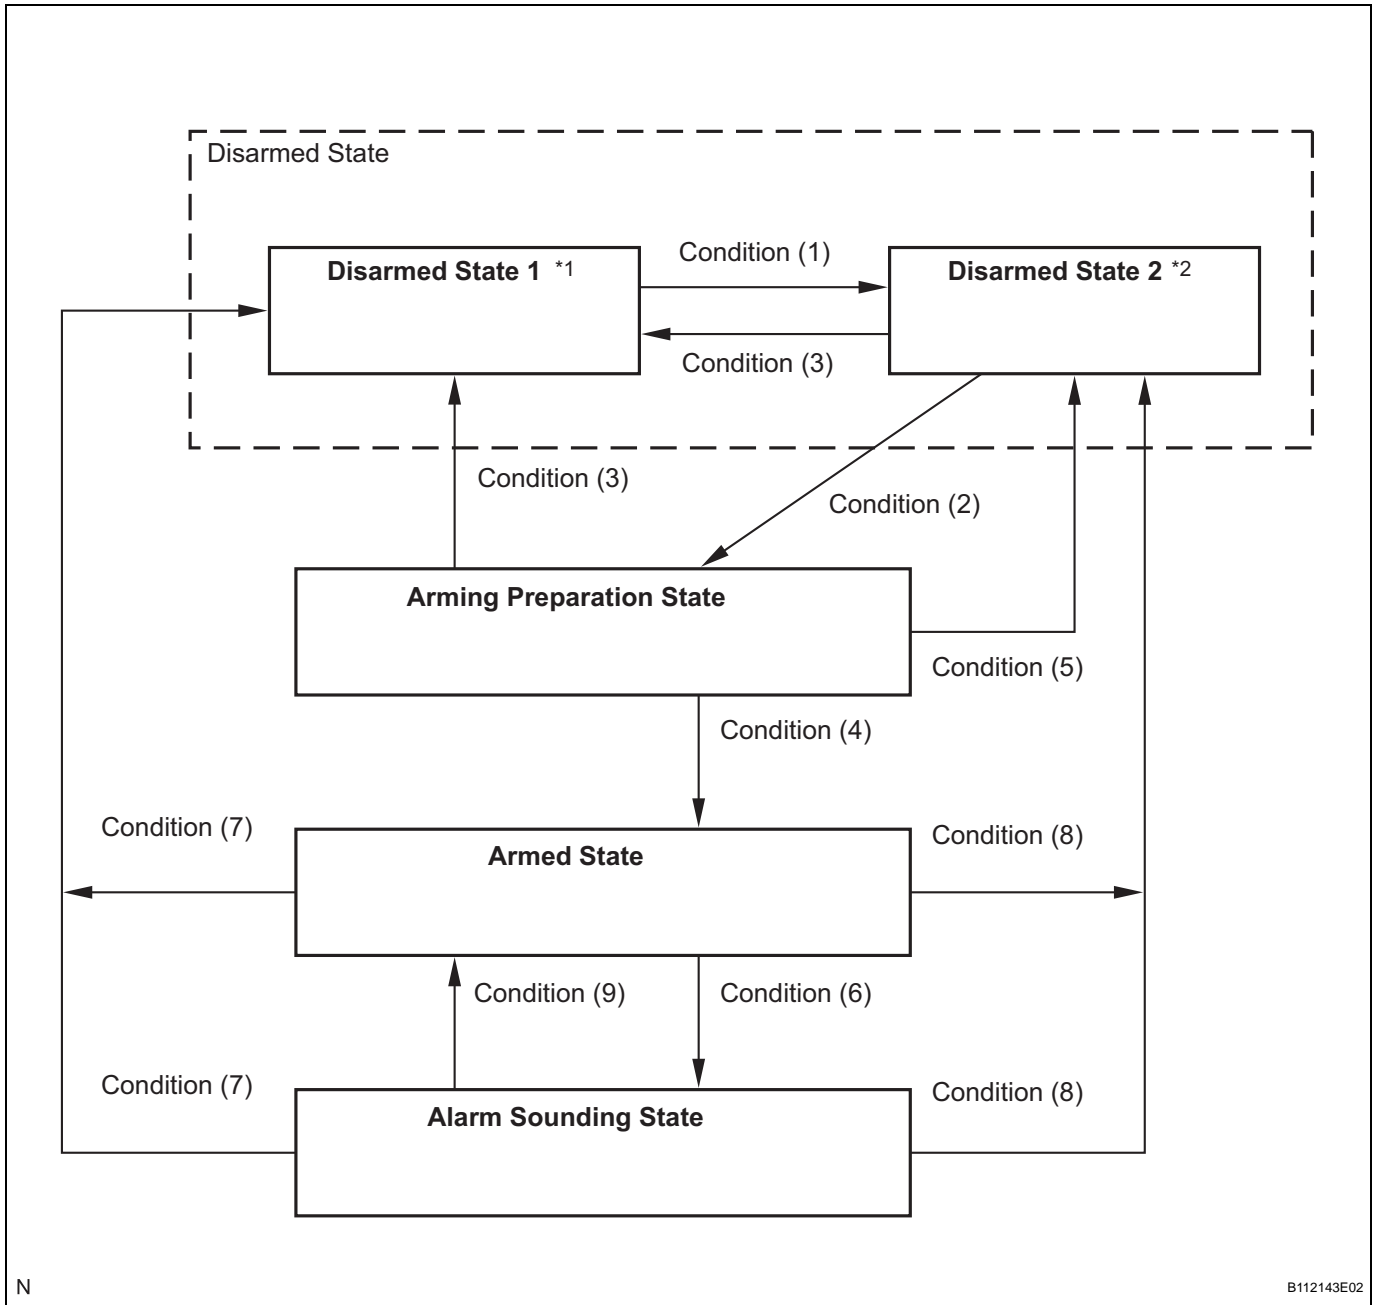 Disarmed State
Disarmed State 1 *1
Condition (1)
Disarmed State 2 *2
Condition (3)
Condition (3)
Condition (2)
Arming Preparation State
Condition (5)
Condition (4)
Condition (7)
Armed State
Condition (8)
Condition (9)
Condition (6)
Condition (7)
Alarm Sounding State
Condition (8)
N
B112143E02